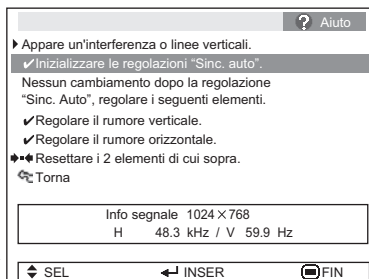 ? Aiuto
Appare un'interferenza o linee verticali.
✔Inizializzare le regolazioni “Sinc. auto”.
Nessun cambiamento dopo la regolazione
“Sinc. Auto”, regolare i seguenti elementi.
✔Regolare il rumore verticale.
✔Regolare il rumore orizzontale.
Resettare i 2 elementi di cui sopra.
Torna
Info segnale 1024×768
H 48.3 kHz / V 59.9 Hz
SEL INSER FIN